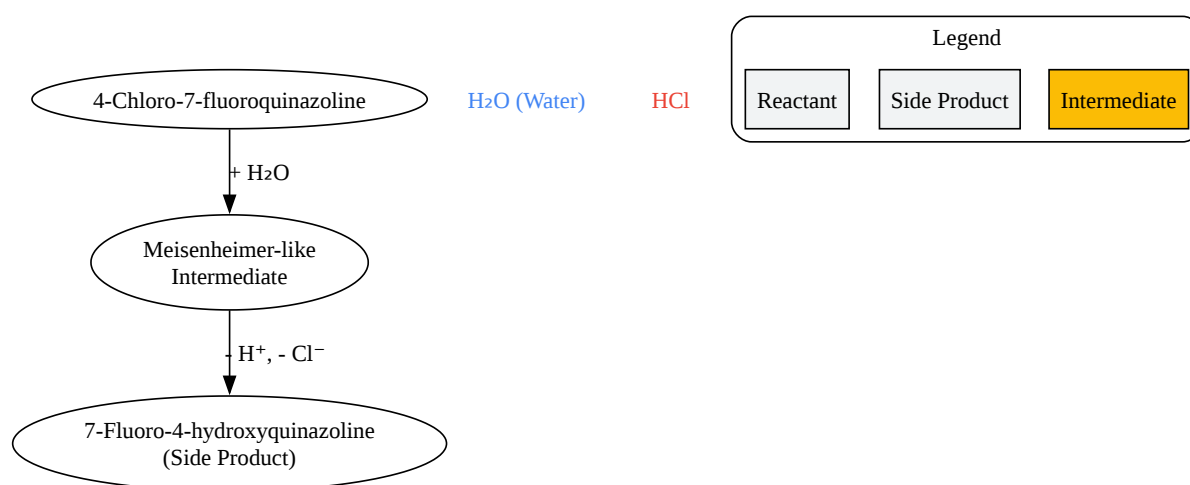 Legend
4-Chloro-7-fluoroquinazoline
H₂O (Water)
HCl
Reactant
Side Product
Intermediate
+ H₂O
Meisenheimer-like
Intermediate
- H⁺, - Cl⁻
7-Fluoro-4-hydroxyquinazoline
(Side Product)